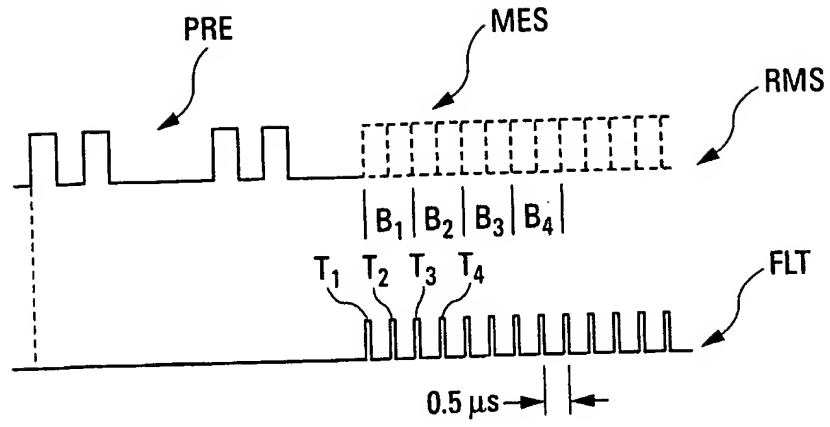 PRE
MES
RMS
B₁ B₂ B₃ B₄
T₁ T₂ T₃ T₄
FLT
0.5 μs